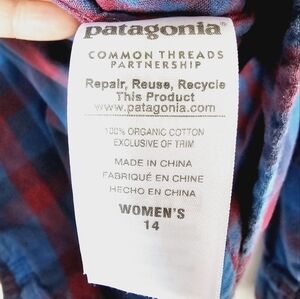 patagonia
COMMON THREADS
PARTNERSHIP
Repair, Reuse, Recycle
This Product
www.patagonia.com
100% ORGANIC COTTON
EXCLUSIVE OF TRIM
MADE IN CHINA
FABRIQUÉ EN CHINE
HECHO EN CHINA
WOMEN'S
14